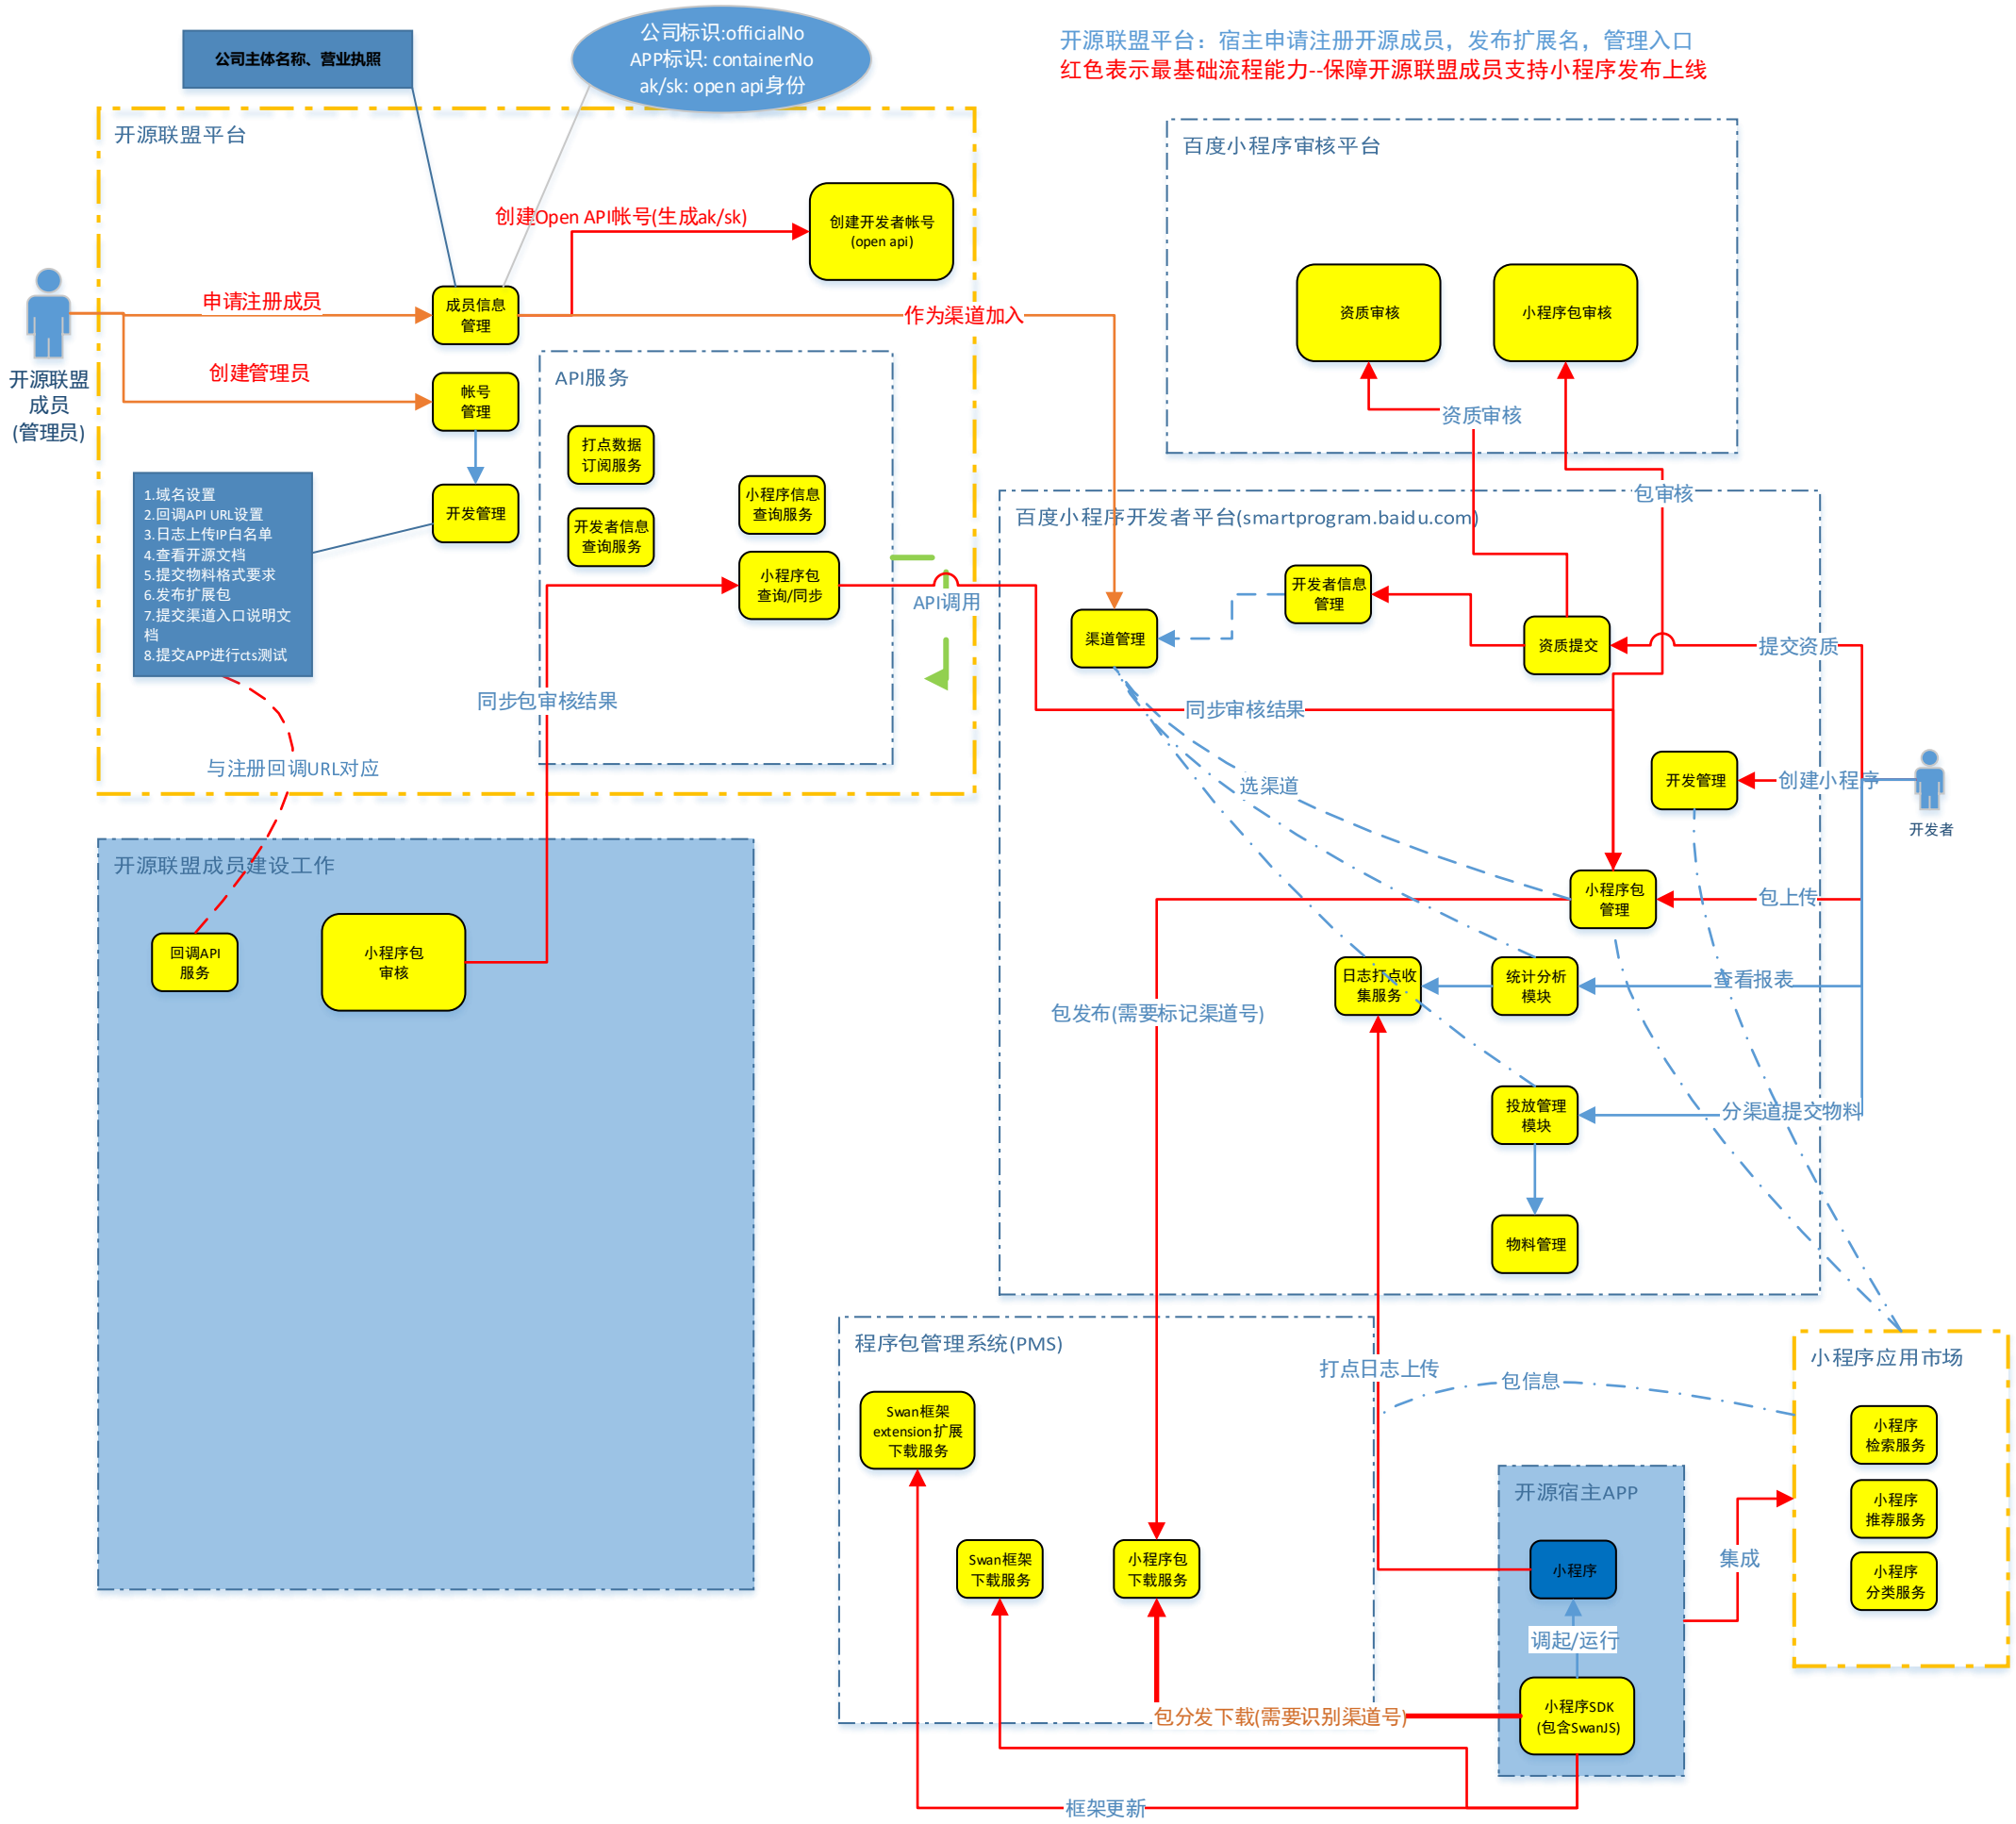 公司主体名称、营业执照
公司标识:officialNo
APP标识: containerNo
ak/sk: open api身份
开源联盟平台：宿主申请注册开源成员，发布扩展名，管理入口
红色表示最基础流程能力--保障开源联盟成员支持小程序发布上线
开源联盟平台
百度小程序审核平台
创建Open API帐号(生成ak/sk)
创建开发者帐号
(open api)
申请注册成员
成员信息
管理
作为渠道加入
资质审核
小程序包审核
开源联盟
成员
(管理员)
创建管理员
帐号
管理
API服务
资质审核
打点数据
订阅服务
小程序信息
查询服务
开发者信息
查询服务
小程序包
查询/同步
开发管理
1.域名设置
2.回调API URL设置
3.日志上传IP白名单
4.查看开源文档
5.提交物料格式要求
6.发布扩展包
7.提交渠道入口说明文
档
8.提交APP进行cts测试
包审核
百度小程序开发者平台(smartprogram.baidu.com)
API调用
开发者信息
管理
渠道管理
资质提交
提交资质
同步包审核结果
同步审核结果
与注册回调URL对应
选渠道
开发管理
创建小程序
开发者
开源联盟成员建设工作
小程序包
管理
包上传
回调API
服务
小程序包
审核
日志打点收
集服务
统计分析
模块
查看报表
包发布(需要标记渠道号)
投放管理
模块
分渠道提交物料
物料管理
程序包管理系统(PMS)
打点日志上传
包信息
小程序应用市场
Swan框架
extension扩展
下载服务
小程序
检索服务
小程序
推荐服务
小程序
分类服务
开源宿主APP
集成
Swan框架
下载服务
小程序包
下载服务
小程序
调起/运行
小程序SDK
(包含SwanJS)
包分发下载(需要识别渠道号)
框架更新